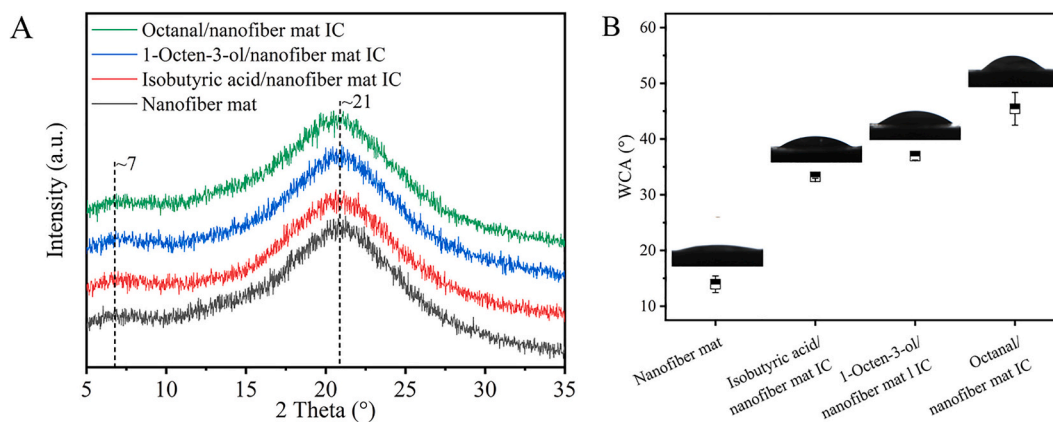 A
Octanal/nanofiber mat IC
1-Octen-3-ol/nanofiber mat IC
Isobutyric acid/nanofiber mat IC
Nanofiber mat
~7
~21
Intensity (a.u.)
5
10
15
20
25
30
35
2 Theta (°)
B
60
50
40
30
20
10
WCA (°)
Nanofiber mat
Isobutyric acid/
nanofiber mat IC
1-Octen-3-ol/
nanofiber mat l IC
Octanal/
nanofiber mat IC